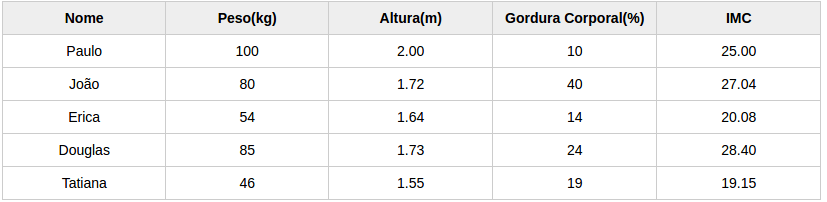 Nome Peso(kg) Altura(m) Gordura Corporal(%) IMC
Paulo 100 2.00 10 25.00
João 80 1.72 40 27.04
Erica 54 1.64 14 20.08
Douglas 85 1.73 24 28.40
Tatiana 46 1.55 19 19.15